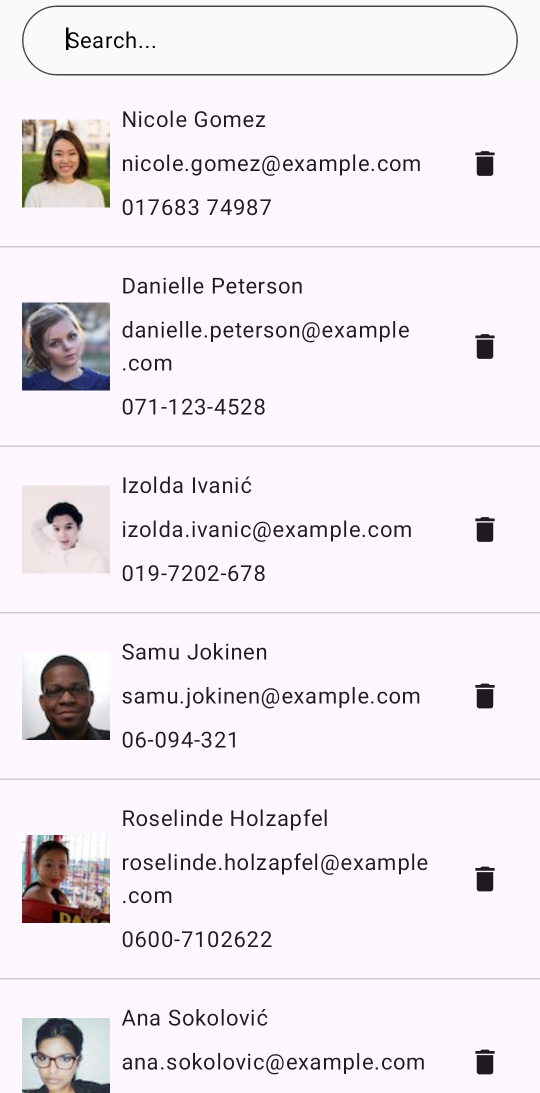 Search...
Nicole Gomez
nicole.gomez@example.com
017683 74987
Danielle Peterson
danielle.peterson@example
.com
071-123-4528
Izolda Ivanić
izolda.ivanic@example.com
019-7202-678
Samu Jokinen
samu.jokinen@example.com
06-094-321
Roselinde Holzapfel
roselinde.holzapfel@example
.com
0600-7102622
Ana Sokolović
ana.sokolovic@example.com